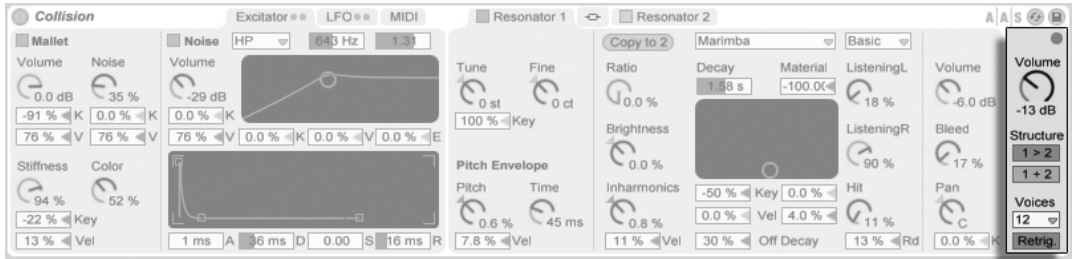 Collision
Excitator LFO MIDI
Resonator 1 Resonator 2
A A S
Mallet
Volume Noise
0.0 dB 35 %
-91 % K 0.0 % K
76 % V 76 % V
Stiffness Color
94 % 52 %
-22 % Key
13 % Vel
Noise HP 643 Hz 1.31
Volume
-29 dB
0.0 % K
76 % V 0.0 % K 0.0 % V 0.0 % E
1 ms A 36 ms D 0.00 S 16 ms R
Tune Fine
0 st 0 ct
100 % Key
Pitch Envelope
Pitch Time
0.6 % 45 ms
7.8 % Vel
Copy to 2 Marimba Basic
Ratio
0.0 %
Brightness
0.0 %
Inharmonics
0.8 %
11 % Vel
Decay Material
1.58 s -100.0
-50 % Key 0.0 %
0.0 % Vel 4.0 %
30 % Off Decay
ListeningL
18 %
ListeningR
90 %
Hit
11 %
13 % Rd
Volume
-6.0 dB
Bleed
17 %
Pan
C
0.0 % K
Volume
-13 dB
Structure
1 > 2
1 + 2
Voices
12
Retrig.